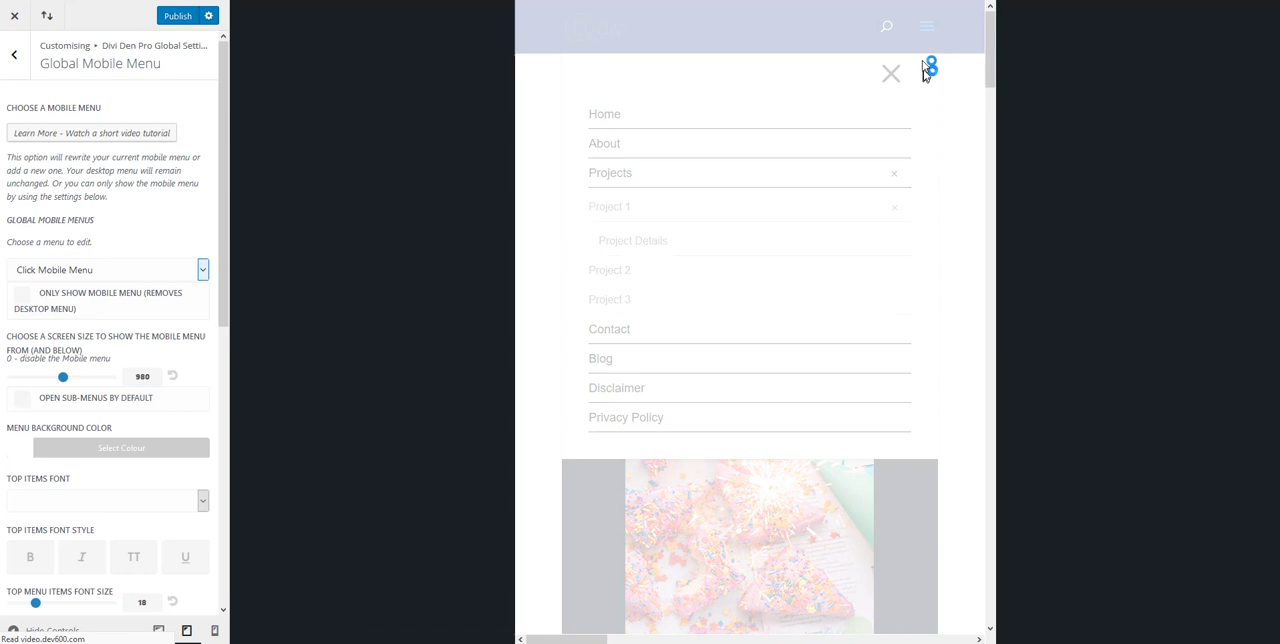 Publish
Customising • Divi Den Pro Global Setti...
Global Mobile Menu
CHOOSE A MOBILE MENU
Learn More - Watch a short video tutorial
This option will rewrite your current mobile menu or
add a new one. Your desktop menu will remain
unchanged. Or you can only show the mobile menu
by using the settings below.
GLOBAL MOBILE MENUS
Choose a menu to edit.
Click Mobile Menu
ONLY SHOW MOBILE MENU (REMOVES
DESKTOP MENU)
CHOOSE A SCREEN SIZE TO SHOW THE MOBILE MENU
FROM (AND BELOW)
0 - disable the Mobile menu
980
OPEN SUB-MENUS BY DEFAULT
MENU BACKGROUND COLOR
Select Colour
TOP ITEMS FONT
TOP ITEMS FONT STYLE
B I TT U
TOP MENU ITEMS FONT SIZE
18
Hide Controls
Read video.dev600.com
Home
About
Projects
Project 1
Project Details
Project 2
Project 3
Contact
Blog
Disclaimer
Privacy Policy